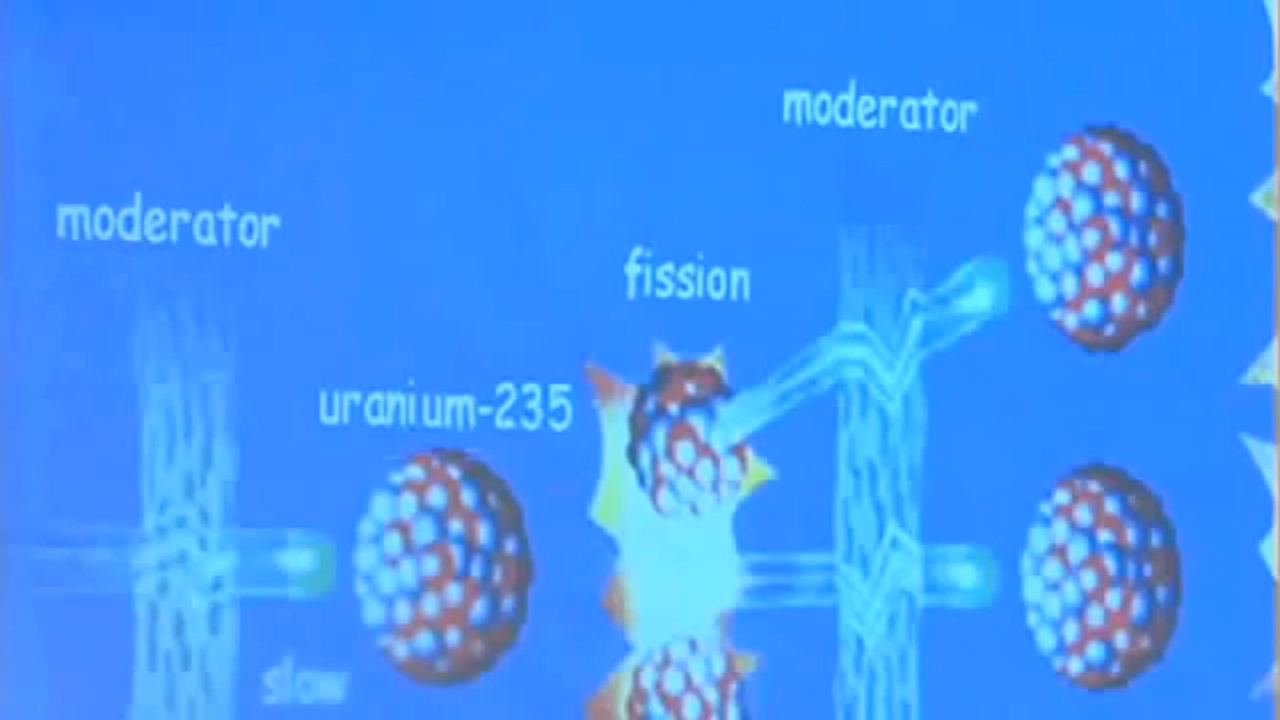 moderator
moderator
fission
uranium-235
slow